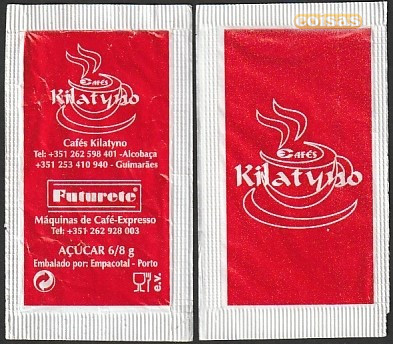 Cafés
Kilatyno
Cafés Kilatyno
Tel: +351 262 598 401 -Alcobaça
+351 253 410 940 - Guimarães
Futurete®
Máquinas de Café-Expresso
Tel: +351 262 928 003
AÇÚCAR 6/8 g
Embalado por: Empacotal - Porto
e.v.
corsas
Cafés
Kilatyno